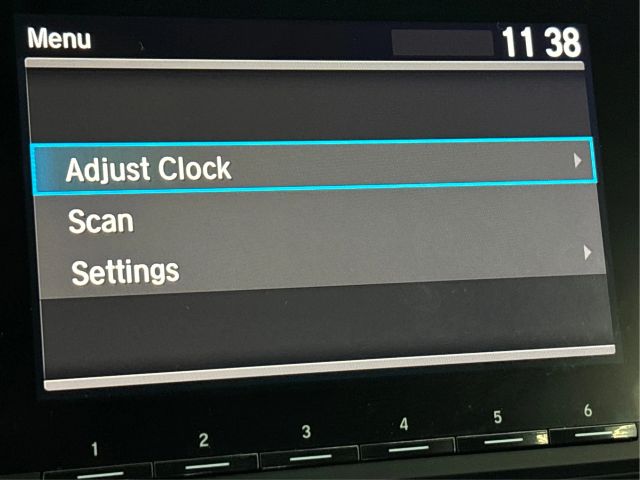 Menu 11 38
Adjust Clock
Scan
Settings
1 2 3 4 5 6